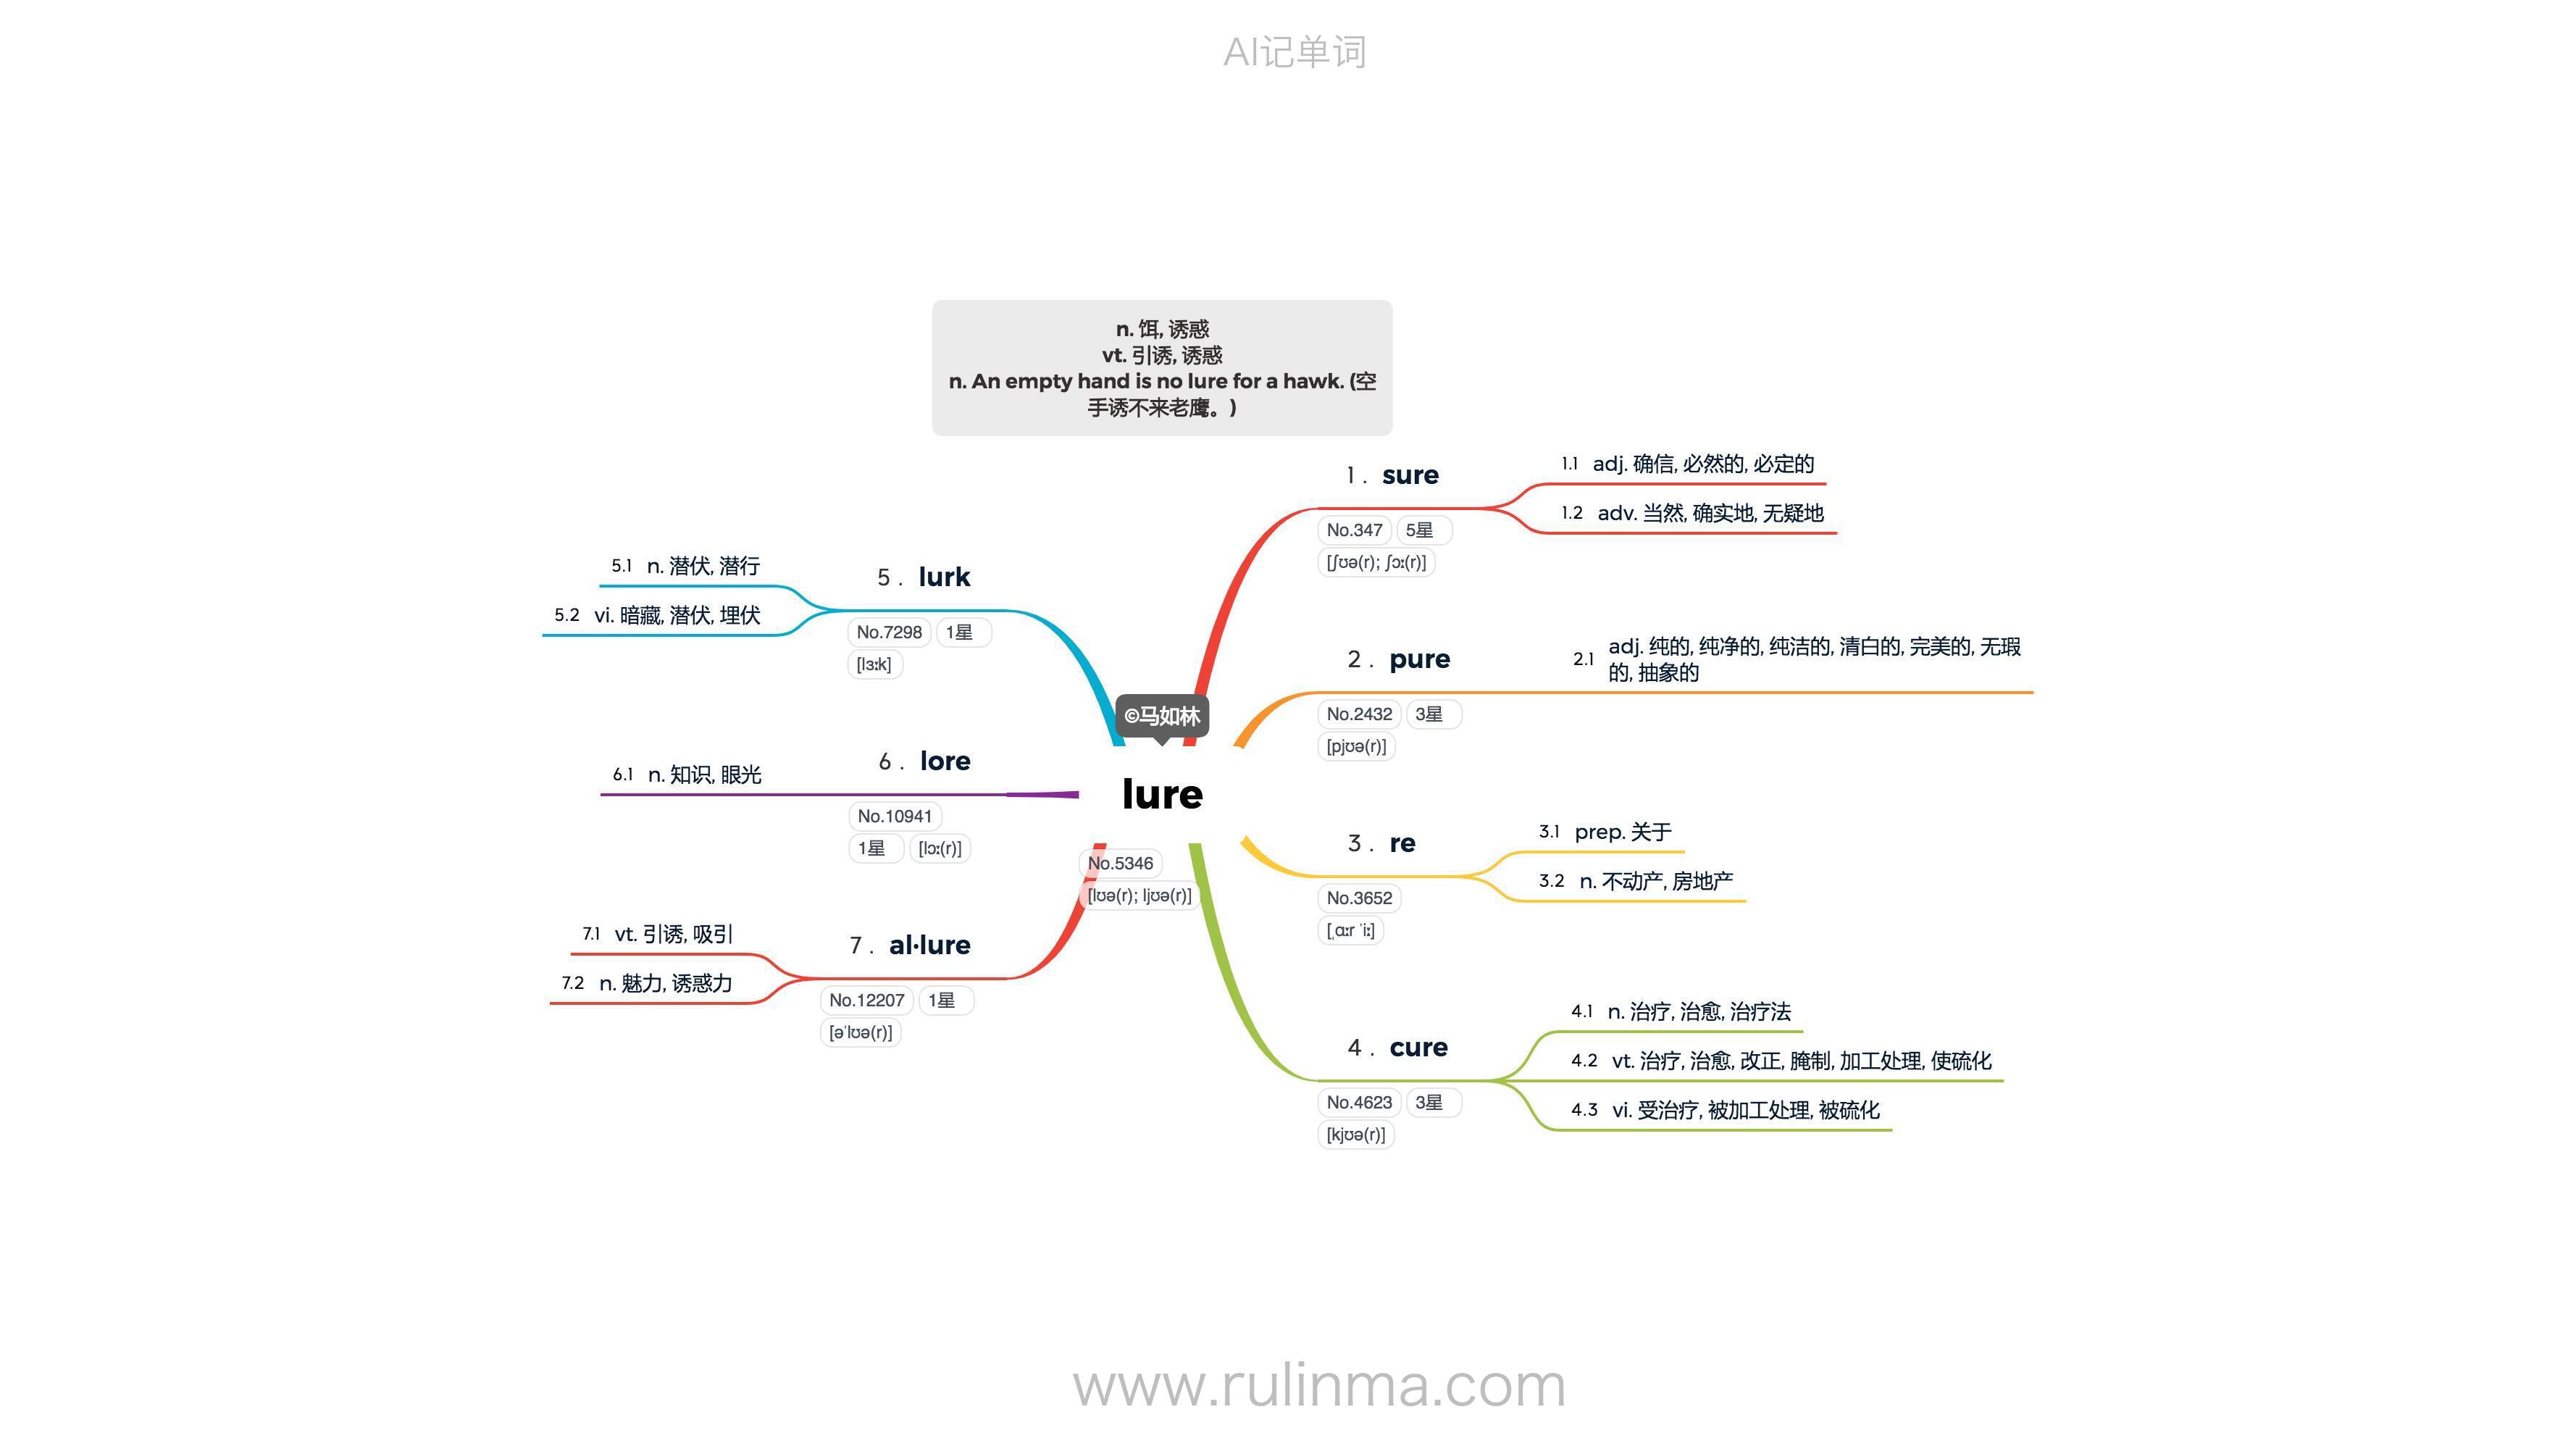 AI记单词
n. 饵, 诱惑
vt. 引诱, 诱惑
n. An empty hand is no lure for a hawk. (空
手诱不来老鹰。)
©马如林
lure
No.5346
[lʊə(r); ljʊə(r)]
1 . sure
No.347 5星
[ʃʊə(r); ʃɔː(r)]
1.1 adj. 确信, 必然的, 必定的
1.2 adv. 当然, 确实地, 无疑地
2 . pure
No.2432 3星
[pjʊə(r)]
2.1 adj. 纯的, 纯净的, 纯洁的, 清白的, 完美的, 无瑕
的, 抽象的
3 . re
No.3652
[ˌɑːr ˈiː]
3.1 prep. 关于
3.2 n. 不动产, 房地产
4 . cure
No.4623 3星
[kjʊə(r)]
4.1 n. 治疗, 治愈, 治疗法
4.2 vt. 治疗, 治愈, 改正, 腌制, 加工处理, 使硫化
4.3 vi. 受治疗, 被加工处理, 被硫化
5 . lurk
No.7298 1星
[lɜːk]
5.1 n. 潜伏, 潜行
5.2 vi. 暗藏, 潜伏, 埋伏
6 . lore
No.10941
1星 [lɔː(r)]
6.1 n. 知识, 眼光
7 . al·lure
No.12207 1星
[əˈlʊə(r)]
7.1 vt. 引诱, 吸引
7.2 n. 魅力, 诱惑力
www.rulinma.com